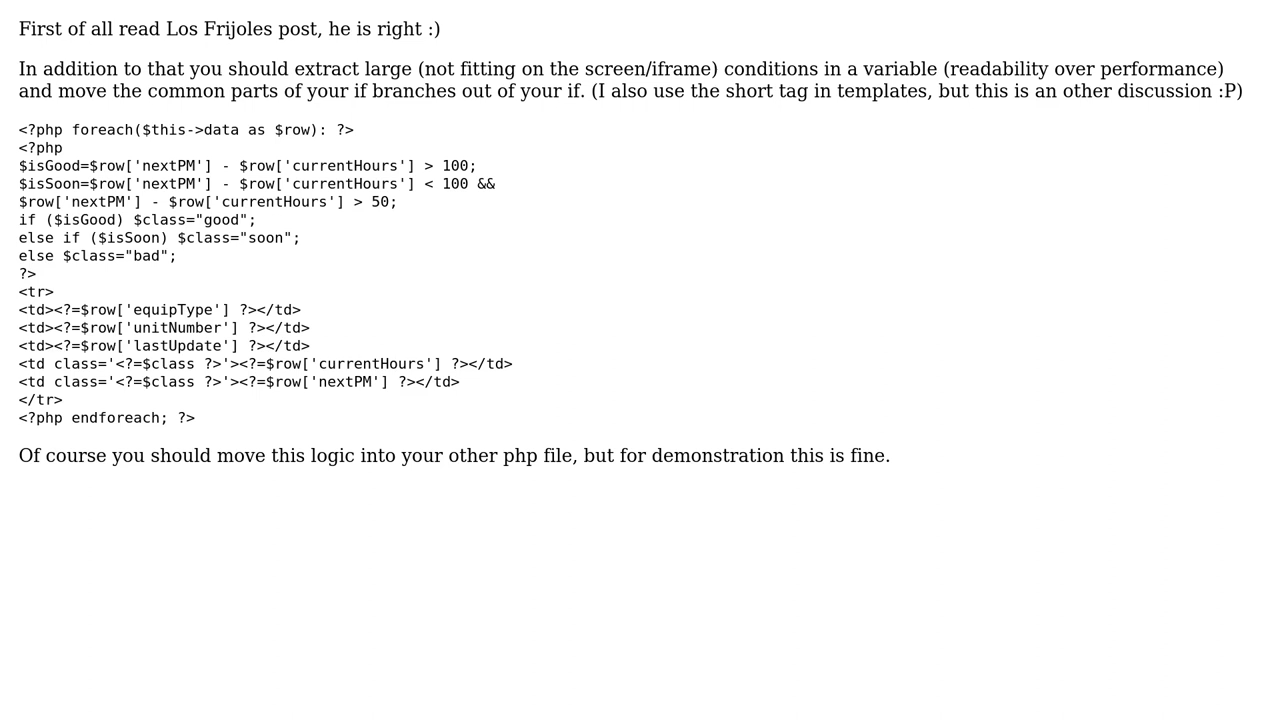 First of all read Los Frijoles post, he is right :)
In addition to that you should extract large (not fitting on the screen/iframe) conditions in a variable (readability over performance)
and move the common parts of your if branches out of your if. (I also use the short tag in templates, but this is an other discussion :P)
<?php foreach($this->data as $row): ?>
<?php
$isGood=$row['nextPM'] - $row['currentHours'] > 100;
$isSoon=$row['nextPM'] - $row['currentHours'] < 100 &&
$row['nextPM'] - $row['currentHours'] > 50;
if ($isGood) $class="good";
else if ($isSoon) $class="soon";
else $class="bad";
?>
<tr>
<td><?=$row['equipType'] ?></td>
<td><?=$row['unitNumber'] ?></td>
<td><?=$row['lastUpdate'] ?></td>
<td class='<?=$class ?>'><?=$row['currentHours'] ?></td>
<td class='<?=$class ?>'><?=$row['nextPM'] ?></td>
</tr>
<?php endforeach; ?>
Of course you should move this logic into your other php file, but for demonstration this is fine.